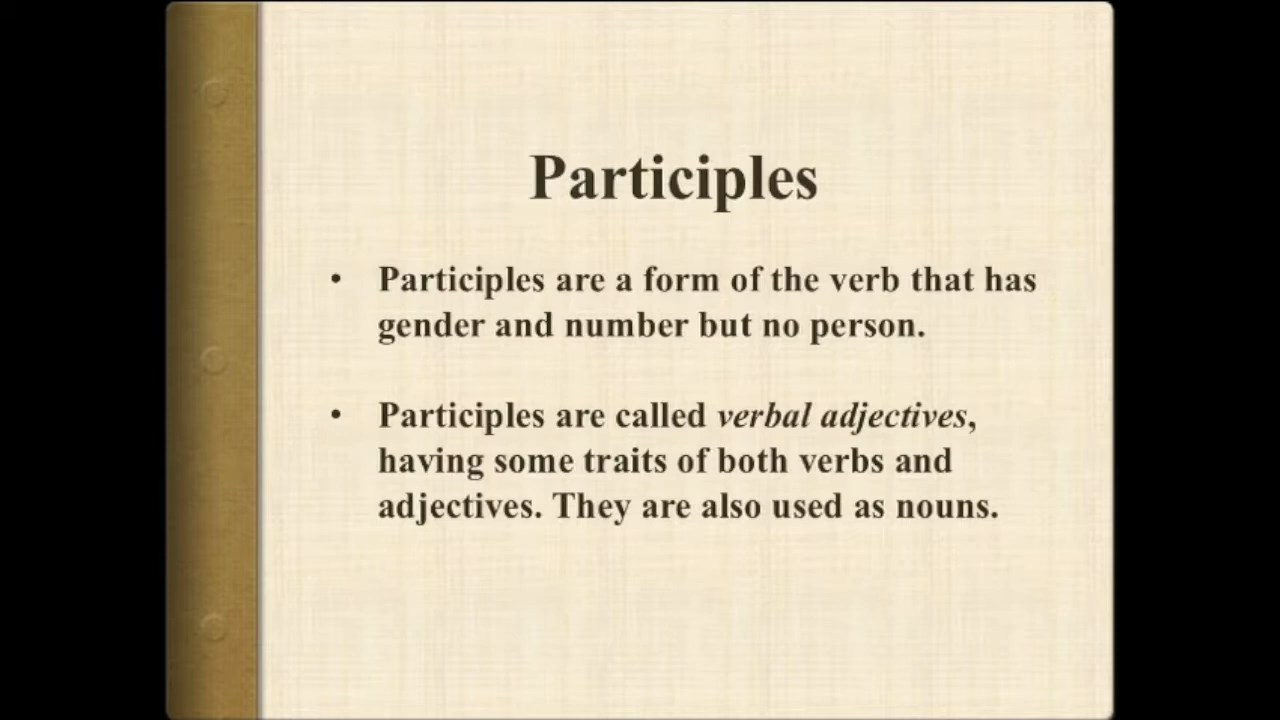 Participles
• Participles are a form of the verb that has
gender and number but no person.
• Participles are called verbal adjectives,
having some traits of both verbs and
adjectives. They are also used as nouns.